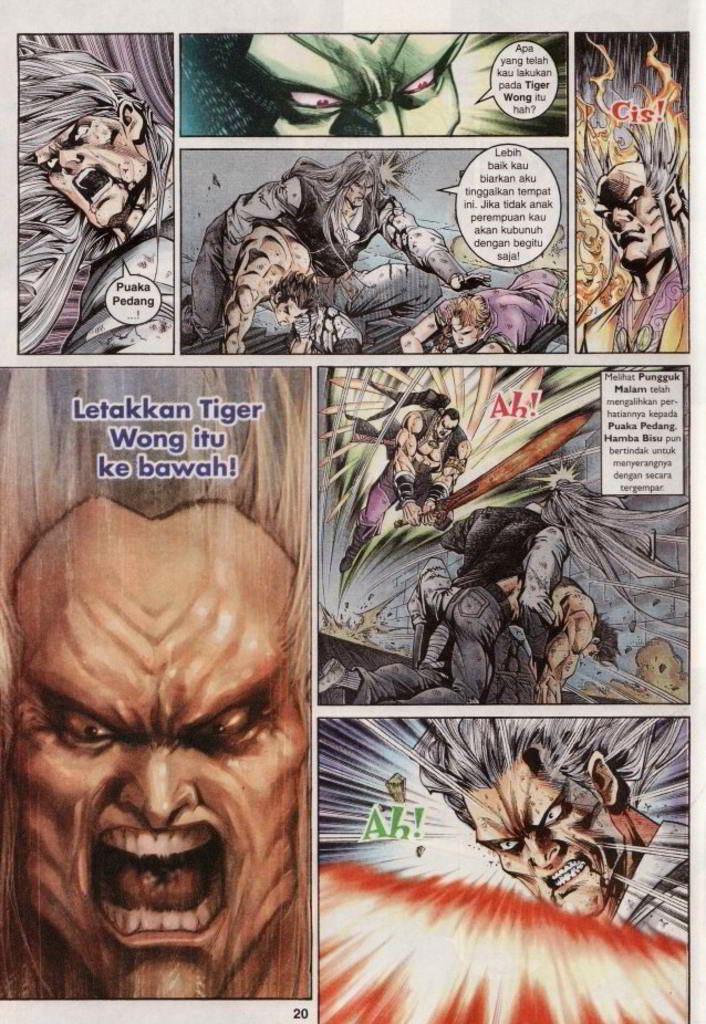 Puaka
Pedang
...!
Apa
yang telah
kau lakukan
pada Tiger
Wong itu
hah?
Lebih
baik kau
biarkan aku
tinggalkan tempat
ini. Jika tidak anak
perempuan kau
akan kubunuh
dengan begitu
saja!
Cis!
Letakkan Tiger
Wong itu
ke bawah!
Ah!
Melihat Pungguk
Malam telah
mengalihkan per-
hatiannya kepada
Puaka Pedang.
Hamba Bisu pun
bertindak untuk
menyerangnya
dengan secara
tergempar.
Ah!
20